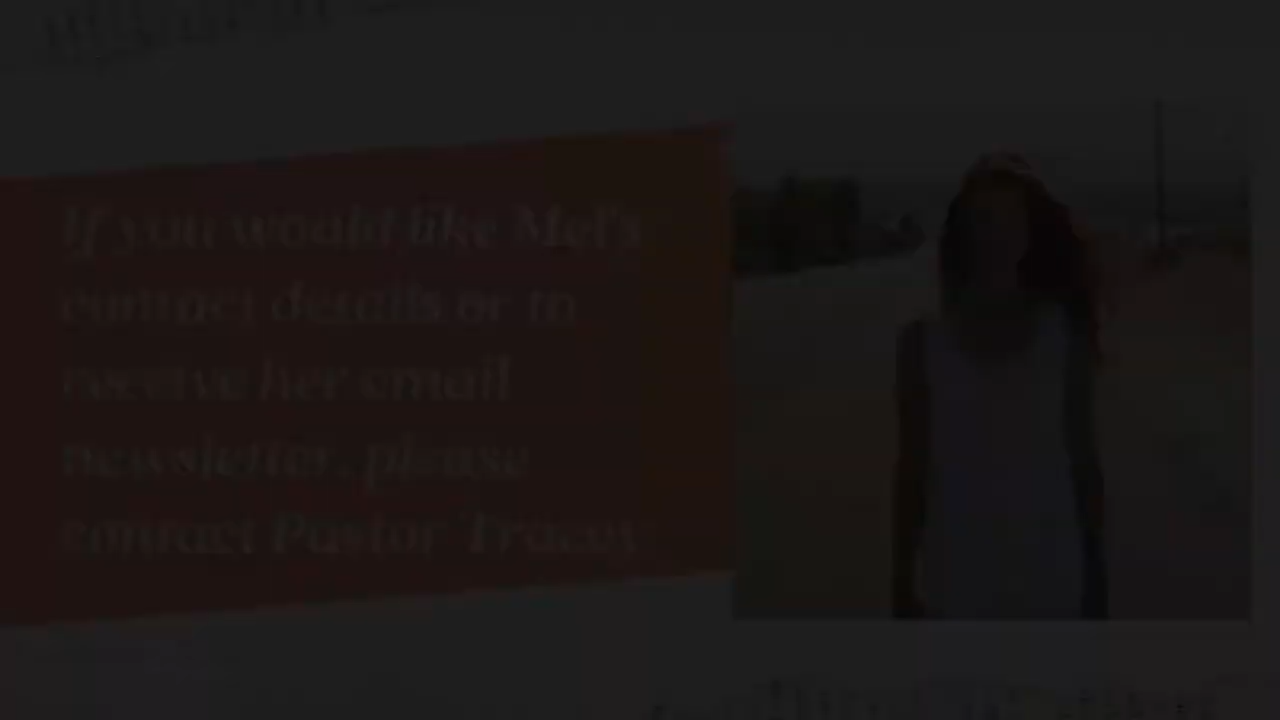 If you would like Mel's
contact details or to
receive her email
newsletter, please
contact Pastor Tracey